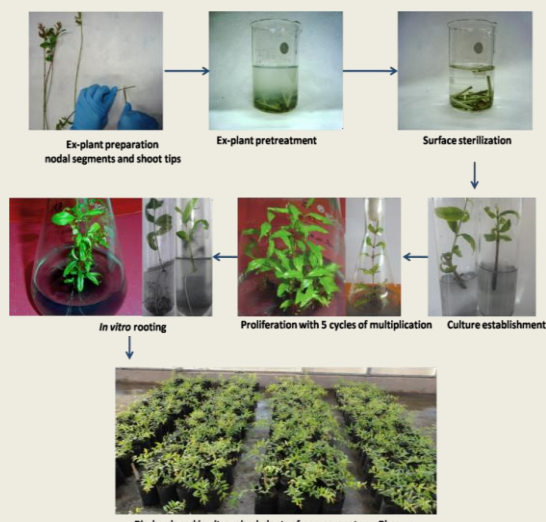 Ex-plant preparation
nodal segments and shoot tips
Ex-plant pretreatment
Surface sterilization
In vitro rooting
Proliferation with 5 cycles of multiplication
Culture establishment